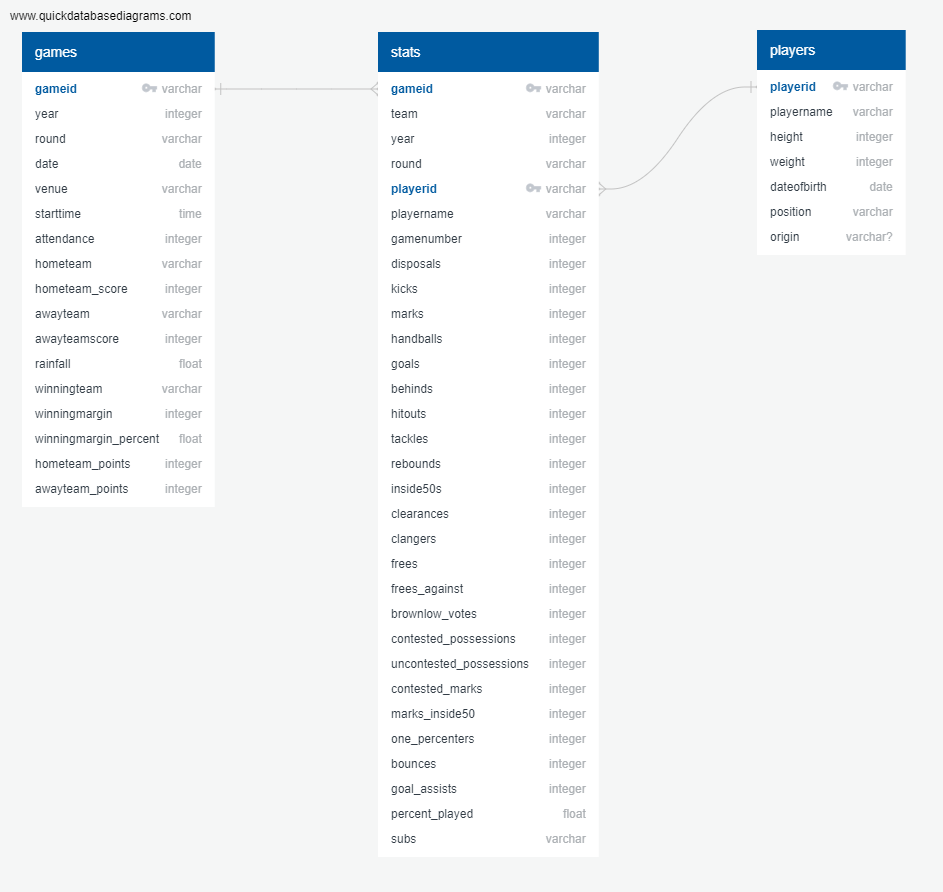 www.quickdatabasediagrams.com
games
gameid varchar
year integer
round varchar
date date
venue varchar
starttime time
attendance integer
hometeam varchar
hometeam_score integer
awayteam varchar
awayteamscore integer
rainfall float
winningteam varchar
winningmargin integer
winningmargin_percent float
hometeam_points integer
awayteam_points integer
stats
gameid varchar
team varchar
year integer
round varchar
playerid varchar
playername varchar
gamenumber integer
disposals integer
kicks integer
marks integer
handballs integer
goals integer
behinds integer
hitouts integer
tackles integer
rebounds integer
inside50s integer
clearances integer
clangers integer
frees integer
frees_against integer
brownlow_votes integer
contested_possessions integer
uncontested_possessions integer
contested_marks integer
marks_inside50 integer
one_percenters integer
bounces integer
goal_assists integer
percent_played float
subs varchar
players
playerid varchar
playername varchar
height integer
weight integer
dateofbirth date
position varchar
origin varchar?